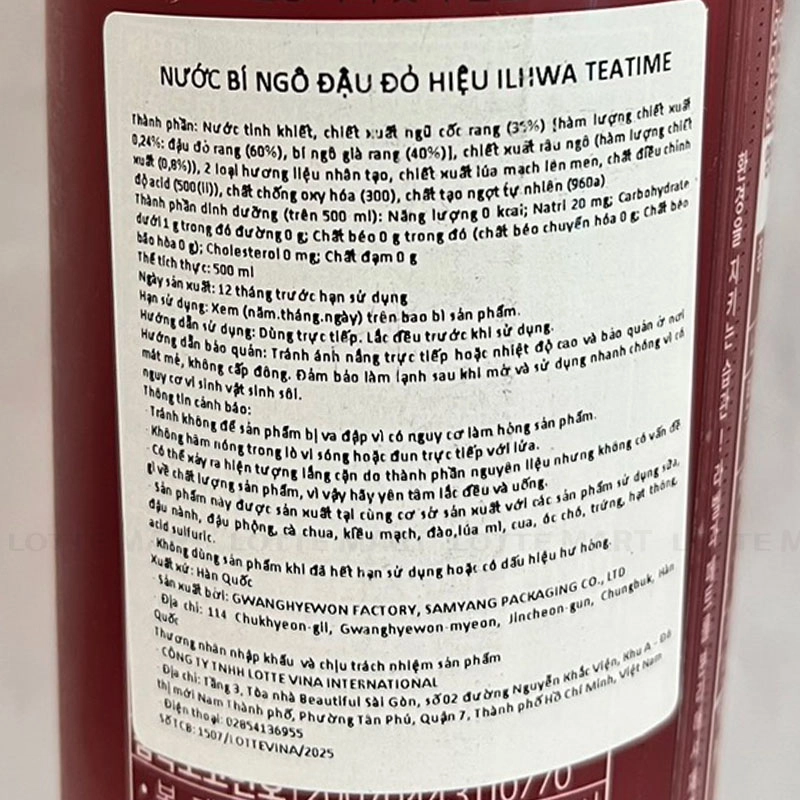 NƯỚC BÍ NGÔ ĐẬU ĐỎ HIỆU ILHWA TEATIME
Thành phần: Nước tinh khiết, chiết xuất ngũ cốc rang [hàm lượng chiết xuất
0,24%: đậu đỏ rang (60%), bí ngô già rang (40%)], chiết xuất râu ngô (hàm lượng chiết
xuất (0,8%)), 2 loại hương liệu nhân tạo, chiết xuất lúa mạch lên men, chất điều chỉnh
độ acid (500(ii)), chất chống oxy hóa (300), chất tạo ngọt tự nhiên (960a)
Thành phần dinh dưỡng (trên 500 ml): Năng lượng 0 kcal; Natri 20 mg; Carbohydrate
dưới 1 g trong đó đường 0 g; Chất béo 0 g trong đó (chất béo chuyển hóa 0 g; Chất béo
bão hòa 0 g); Cholesterol 0 mg; Chất đạm 0 g
Thể tích thực: 500 ml
Ngày sản xuất: 12 tháng trước hạn sử dụng
Hạn sử dụng: Xem (năm.tháng.ngày) trên bao bì sản phẩm.
Hướng dẫn sử dụng: Dùng trực tiếp. Lắc đều trước khi sử dụng.
Hướng dẫn bảo quản: Tránh ánh nắng trực tiếp hoặc nhiệt độ cao và bảo quản ở nơi
mát mẻ, không cấp đông. Đảm bảo làm lạnh sau khi mở và sử dụng nhanh chóng vì có
nguy cơ vi sinh vật sinh sôi.
Thông tin cảnh báo:
- Tránh không để sản phẩm bị va đập vì có nguy cơ làm hỏng sản phẩm.
- Không hâm nóng trong lò vi sóng hoặc đun trực tiếp với lửa.
- Có thể xảy ra hiện tượng lắng cặn do thành phần nguyên liệu nhưng không có vấn đề
gì về chất lượng sản phẩm, vì vậy hãy yên tâm lắc đều và uống.
- Sản phẩm này được sản xuất tại cùng cơ sở sản xuất với các sản phẩm sử dụng sữa,
đậu nành, đậu phộng, cà chua, kiều mạch, đào,lúa mì, cua, óc chó, trứng, hạt thông,
acid sulfuric.
- Không dùng sản phẩm khi đã hết hạn sử dụng hoặc có dấu hiệu hư hỏng.
Xuất xứ: Hàn Quốc
- Sản xuất bởi: GWANGHYEWON FACTORY, SAMYANG PACKAGING CO., LTD
- Địa chỉ: 114 Chukhyeon-gil, Gwanghyewon-myeon, Jincheon-gun, Chungbuk, Hàn
Quốc
Thương nhân nhập khẩu và chịu trách nhiệm sản phẩm
- CÔNG TY TNHH LOTTE VINA INTERNATIONAL
- Địa chỉ: Tầng 3, Tòa nhà Beautiful Sài Gòn, số 02 đường Nguyễn Khắc Viện, Khu A - Đô
thị mới Nam Thành phố, Phường Tân Phú, Quận 7, Thành phố Hồ Chí Minh, Việt Nam
- Điện thoại: 02854136955
Số TCB: 1507/LOTTEVINA/2025
LOTTE MART LOTTE MART LOTTE MART LOTTE M